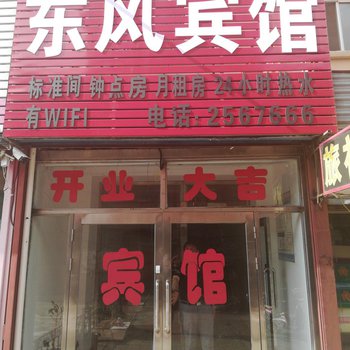 东风宾馆
标准间 钟点房 月租房 24小时热水
有WIFI 电话:2567666
开业大吉
宾馆
旅